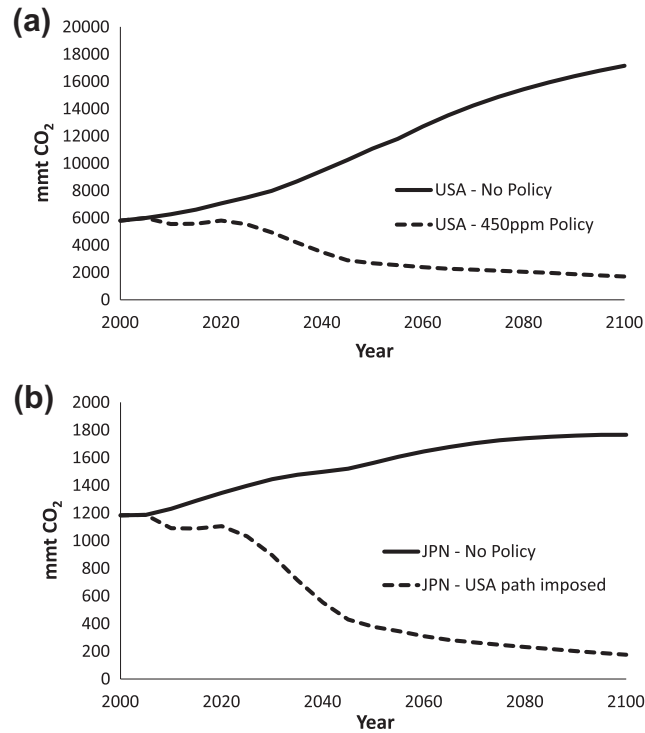 (a)
20000
18000
16000
14000
12000
10000
8000
6000
4000
2000
0
mmt CO₂
USA - No Policy
USA - 450ppm Policy
2000 2020 2040 2060 2080 2100
Year
(b)
2000
1800
1600
1400
1200
1000
800
600
400
200
0
mmt CO₂
JPN - No Policy
JPN - USA path imposed
2000 2020 2040 2060 2080 2100
Year